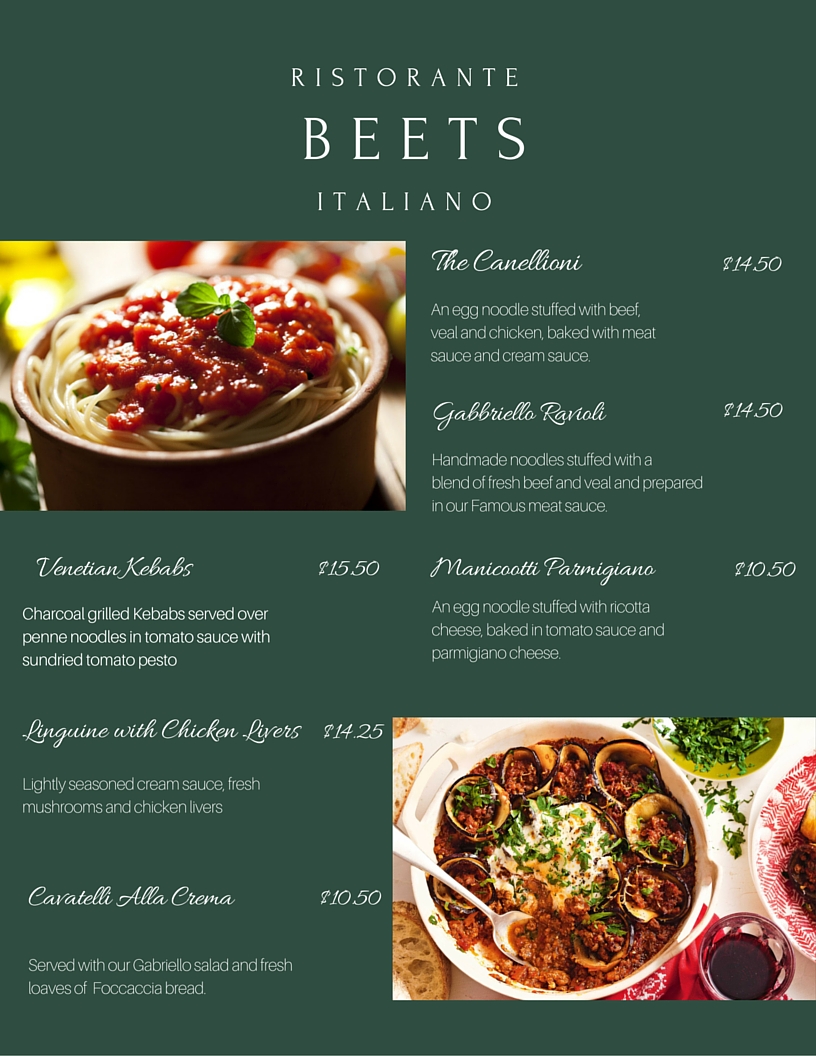 RISTORANTE
BEETS
ITALIANO
The Canellioni $14.50
An egg noodle stuffed with beef,
veal and chicken, baked with meat
sauce and cream sauce.
Gabbriello Ravioli $14.50
Handmade noodles stuffed with a
blend of fresh beef and veal and prepared
in our Famous meat sauce.
Venetian Kebabs $15.50
Charcoal grilled Kebabs served over
penne noodles in tomato sauce with
sundried tomato pesto
Manicootti Parmigiano $10.50
An egg noodle stuffed with ricotta
cheese, baked in tomato sauce and
parmigiano cheese.
Linguine with Chicken Livers $14.25
Lightly seasoned cream sauce, fresh
mushrooms and chicken livers
Cavatelli Alla Crema $10.50
Served with our Gabriello salad and fresh
loaves of Foccaccia bread.